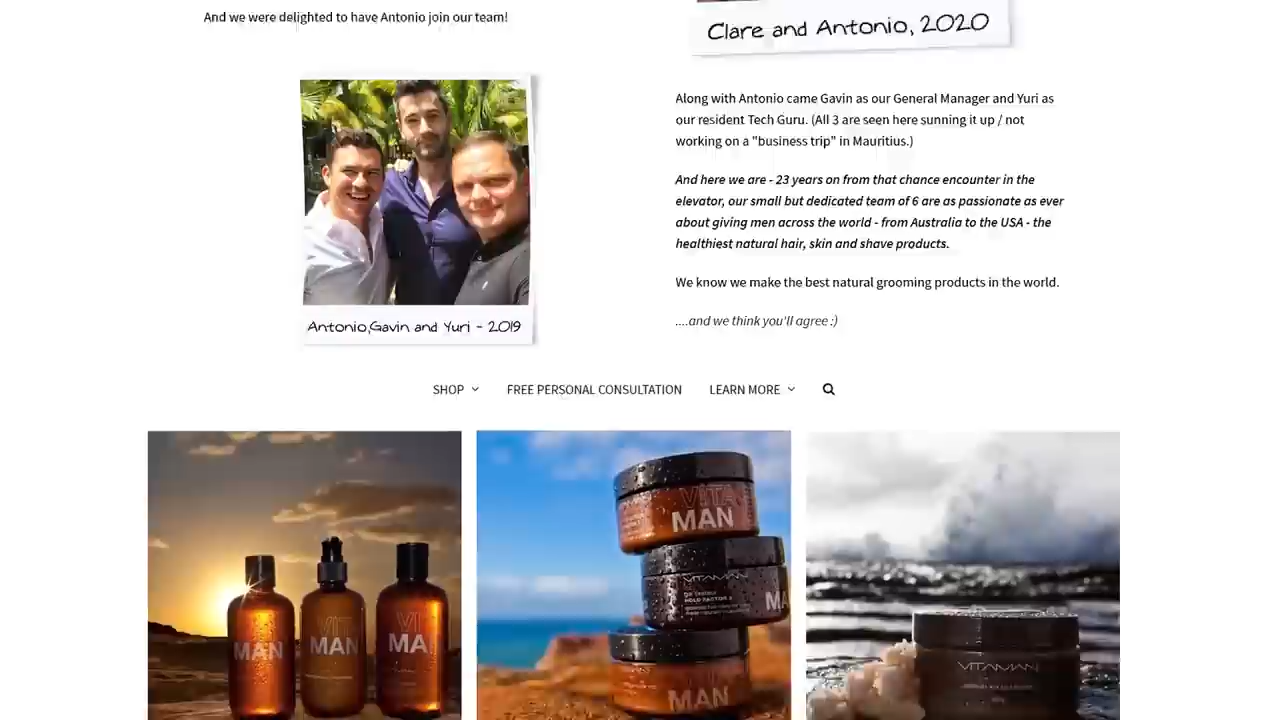 And we were delighted to have Antonio join our team!
Clare and Antonio, 2020
Antonio,Gavin and Yuri - 2019
Along with Antonio came Gavin as our General Manager and Yuri as
our resident Tech Guru. (All 3 are seen here sunning it up / not
working on a "business trip" in Mauritius.)
And here we are - 23 years on from that chance encounter in the
elevator, our small but dedicated team of 6 are as passionate as ever
about giving men across the world - from Australia to the USA - the
healthiest natural hair, skin and shave products.
We know we make the best natural grooming products in the world.
....and we think you'll agree :)
SHOP FREE PERSONAL CONSULTATION LEARN MORE
MAN
VIT
MAN
VI
MA
VITA
MAN
VITAMAN
HOLD FACTOR
MA
MAN
VITAMAN